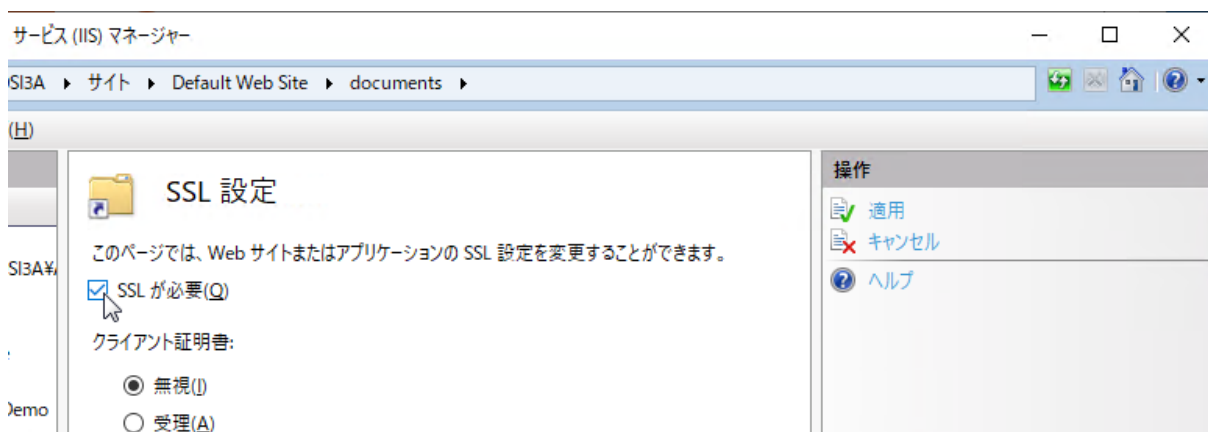 サービス (IIS) マネージャー
SI3A ▸ サイト ▸ Default Web Site ▸ documents ▸
(H)
操作
SSL 設定
適用
キャンセル
このページでは、Web サイトまたはアプリケーションの SSL 設定を変更することができます。
SI3A¥
ヘルプ
SSL が必要(Q)
クライアント証明書:
無視(I)
Demo
受理(A)